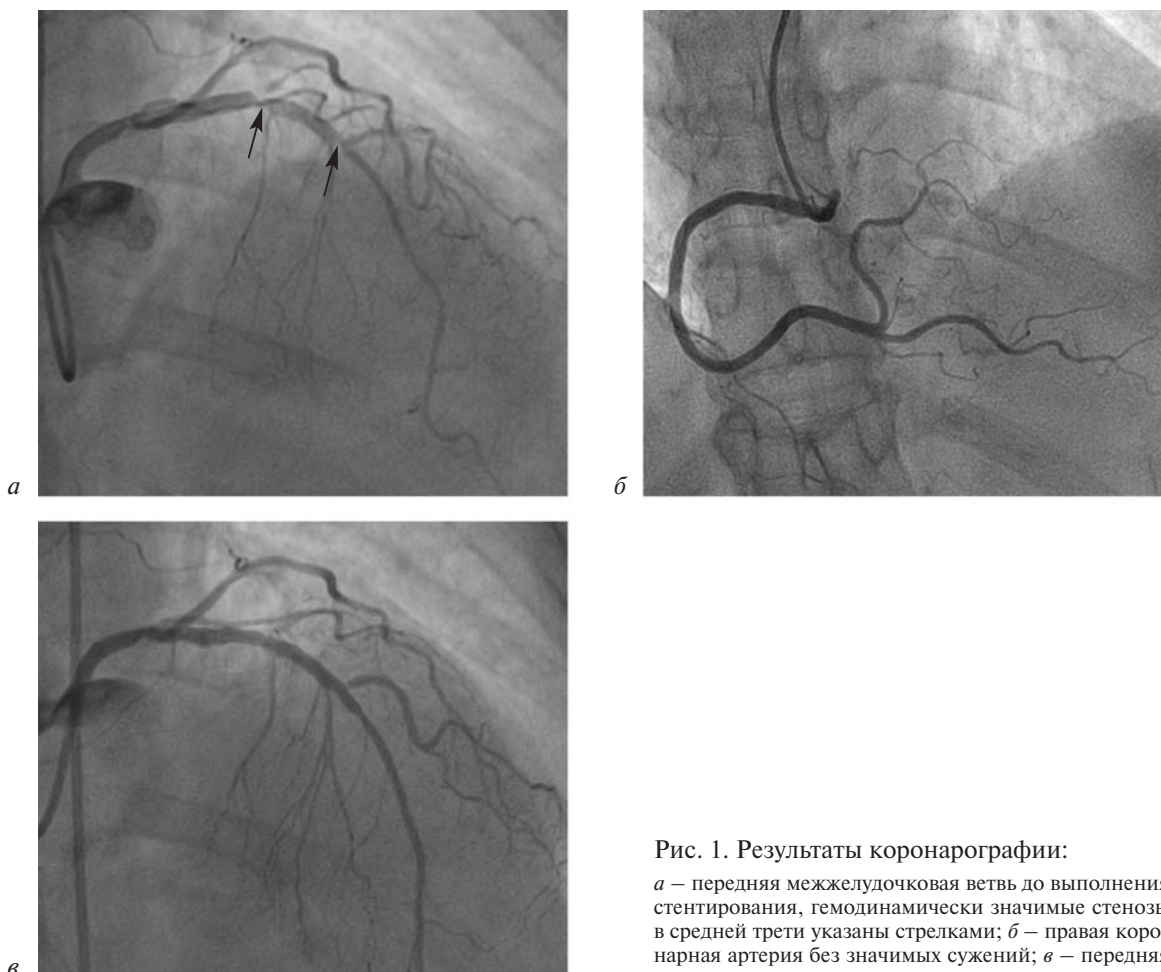 а
б
в
Рис. 1. Результаты коронарографии:
а – передняя межжелудочковая ветвь до выполнения
стентирования, гемодинамически значимые стенозы
в средней трети указаны стрелками; б – правая коро-
нарная артерия без значимых сужений; в – передняя